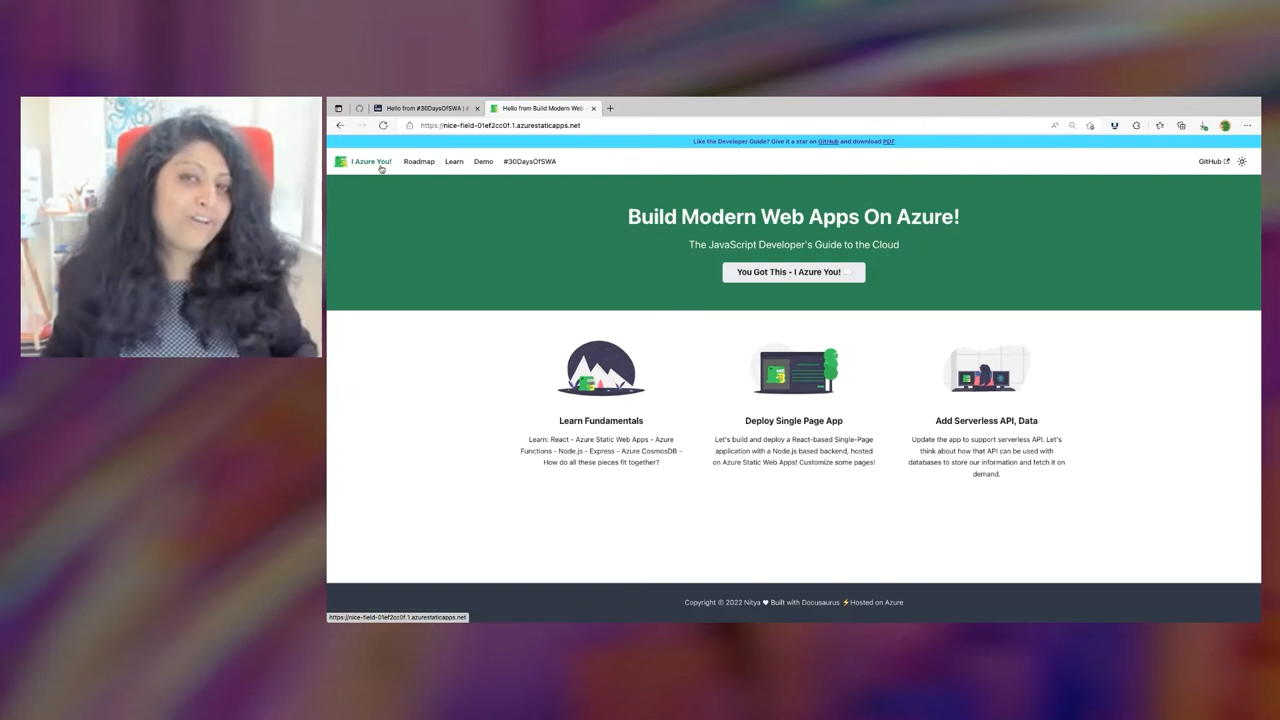 Hello from #30DaysOfSWA | #
Hello from Build Modern Web
https://nice-field-01ef2cc0f.1.azurestaticapps.net
Like the Developer Guide? Give it a star on GitHub and download PDF
I Azure You! Roadmap Learn Demo #30DaysOfSWA GitHub
Build Modern Web Apps On Azure!
The JavaScript Developer's Guide to the Cloud
You Got This - I Azure You!
Learn Fundamentals
Learn: React - Azure Static Web Apps - Azure
Functions - Node.js - Express - Azure CosmosDB -
How do all these pieces fit together?
Deploy Single Page App
Let's build and deploy a React-based Single-Page
application with a Node.js based backend, hosted
on Azure Static Web Apps! Customize some pages!
Add Serverless API, Data
Update the app to support serverless API. Let's
think about how that API can be used with
databases to store our information and fetch it on
demand.
Copyright © 2022 Nitya ♥ Built with Docusaurus ⚡Hosted on Azure
https://nice-field-01ef2cc0f.1.azurestaticapps.net